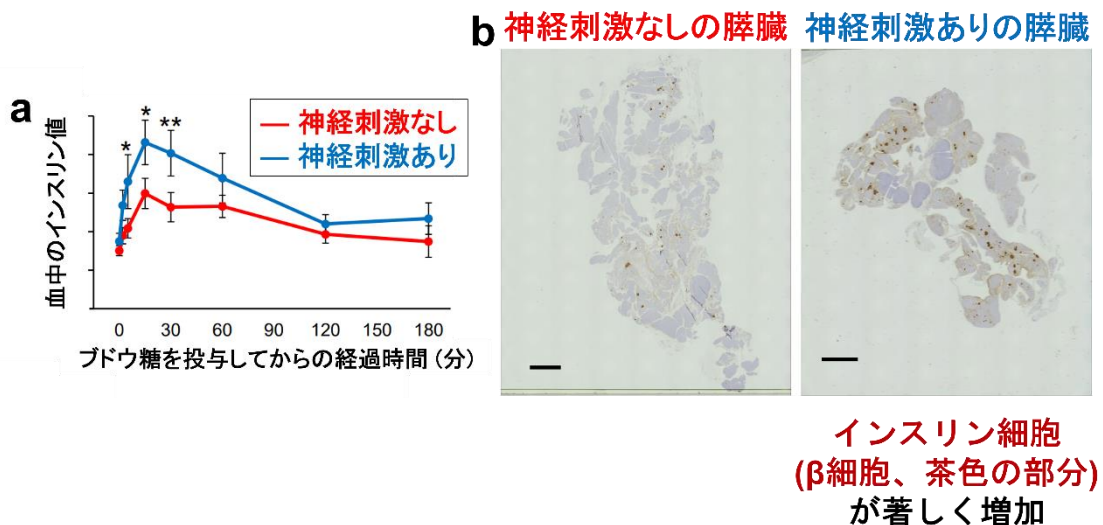 a
血中のインスリン値
神経刺激なし
神経刺激あり
*
*
**
0 30 60 90 120 150 180
ブドウ糖を投与してからの経過時間（分）
b
神経刺激なしの膵臓
神経刺激ありの膵臓
インスリン細胞
(β細胞、茶色の部分)
が著しく増加